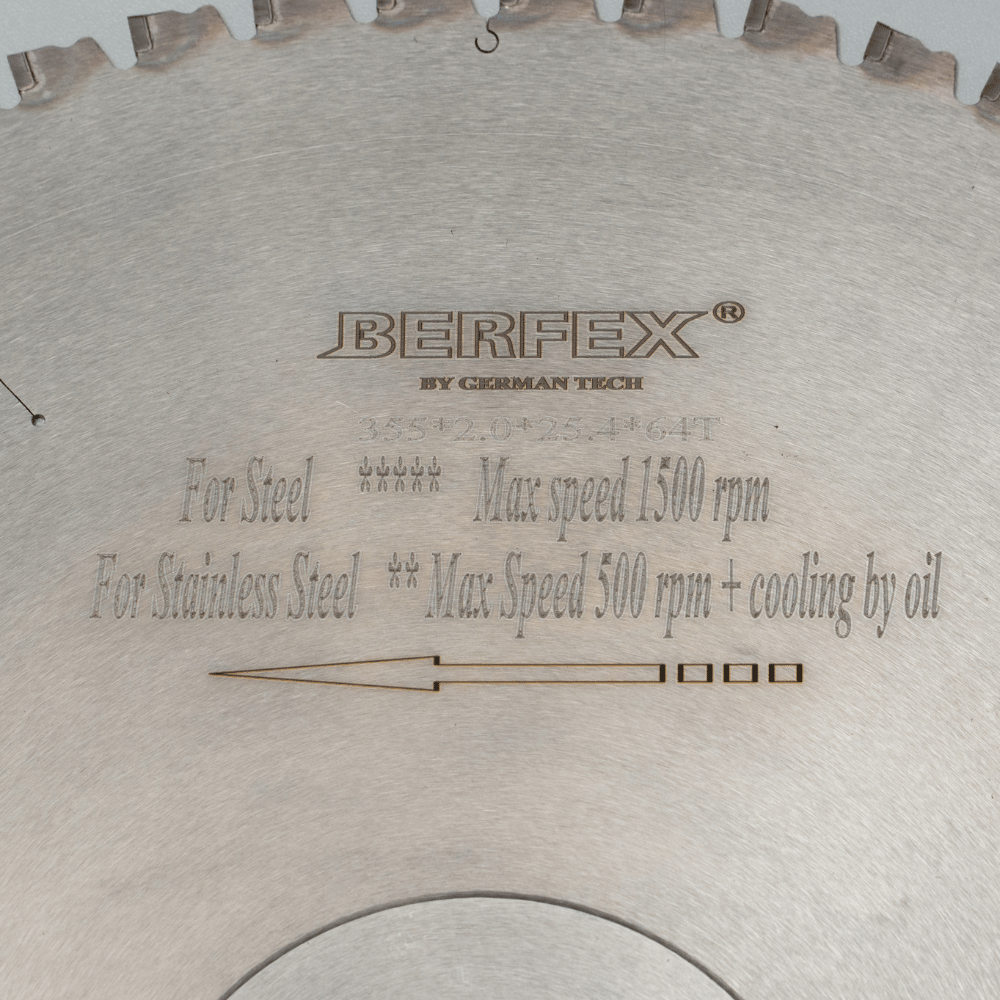 BERFEX®
BY GERMAN TECH
355*2.0*25.4*64T
For Steel ***** Max speed 1500 rpm
For Stainless Steel ** Max Speed 500 rpm + cooling by oil